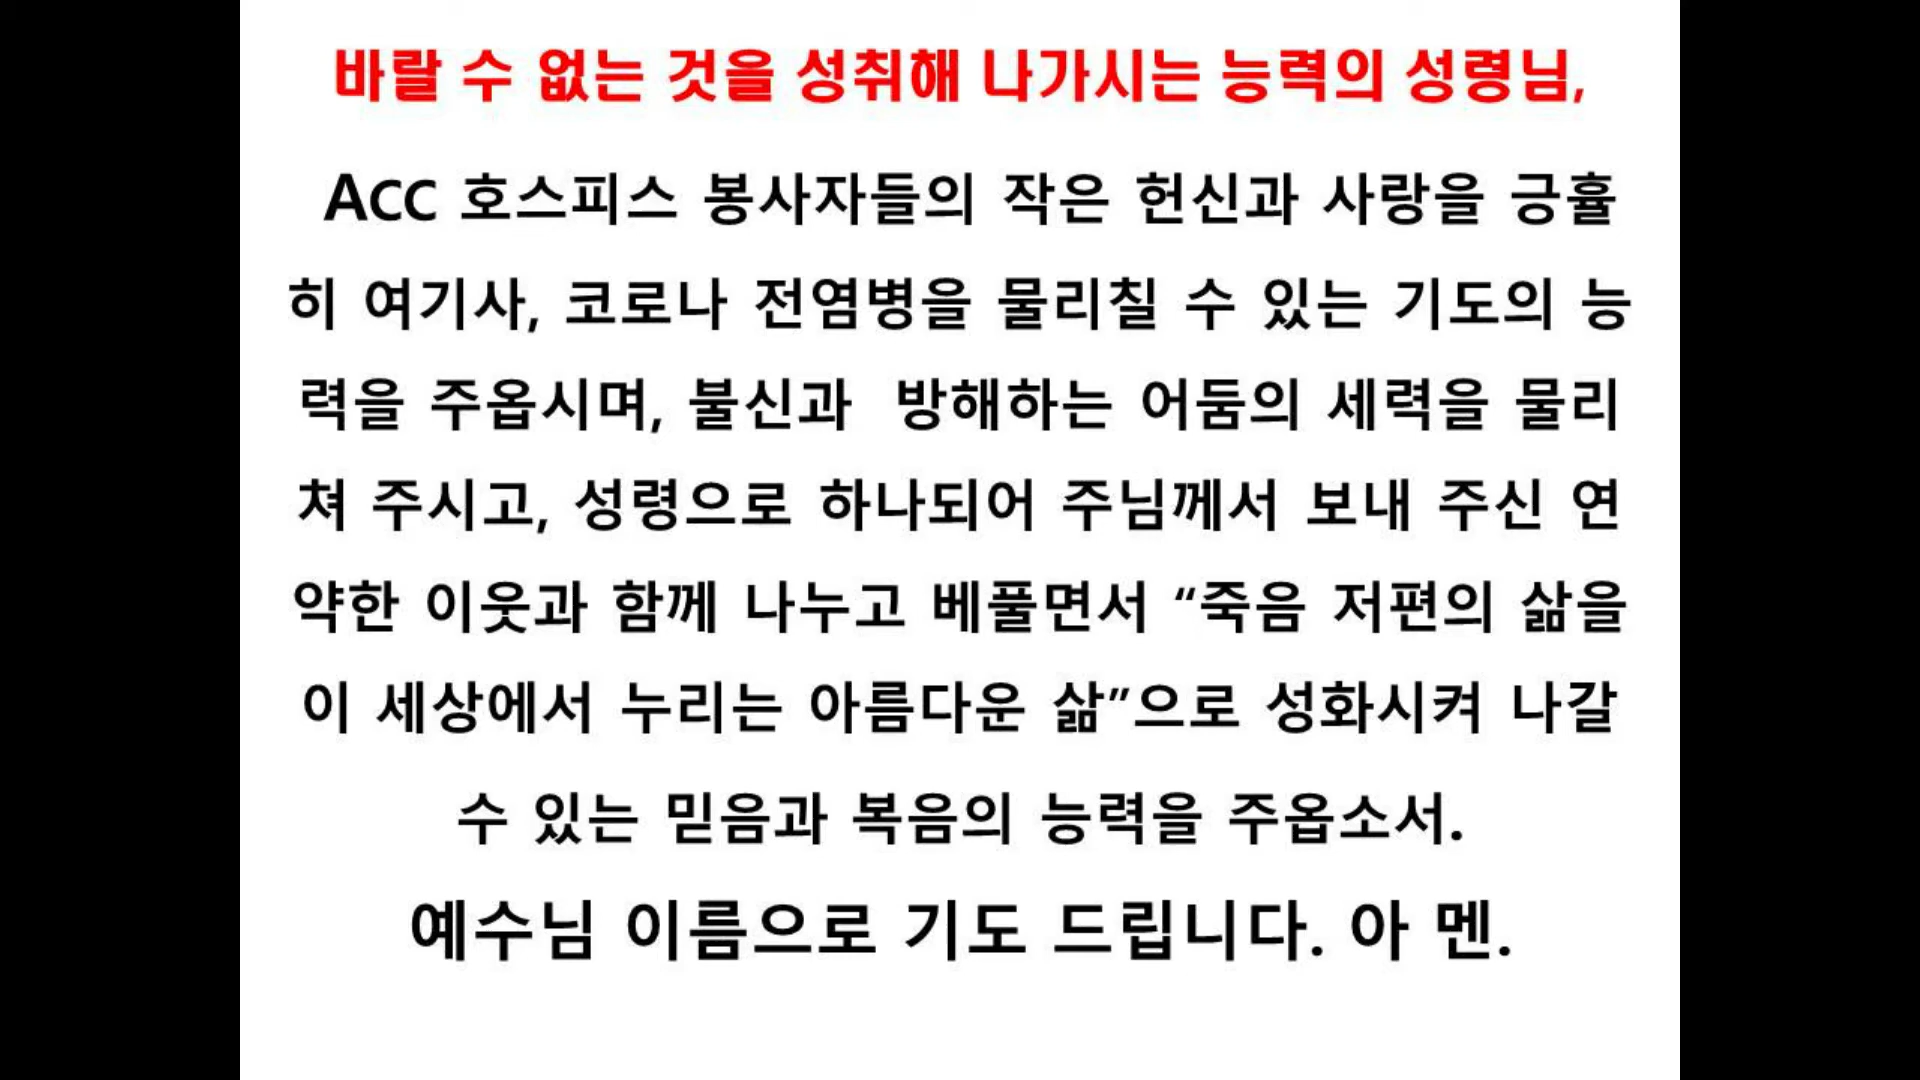 바랄 수 없는 것을 성취해 나가시는 능력의 성령님,
ACC 호스피스 봉사자들의 작은 헌신과 사랑을 긍휼
히 여기사, 코로나 전염병을 물리칠 수 있는 기도의 능
력을 주옵시며, 불신과 방해하는 어둠의 세력을 물리
쳐 주시고, 성령으로 하나되어 주님께서 보내 주신 연
약한 이웃과 함께 나누고 베풀면서 “죽음 저편의 삶을
이 세상에서 누리는 아름다운 삶”으로 성화시켜 나갈
수 있는 믿음과 복음의 능력을 주옵소서.
예수님 이름으로 기도 드립니다. 아 멘.